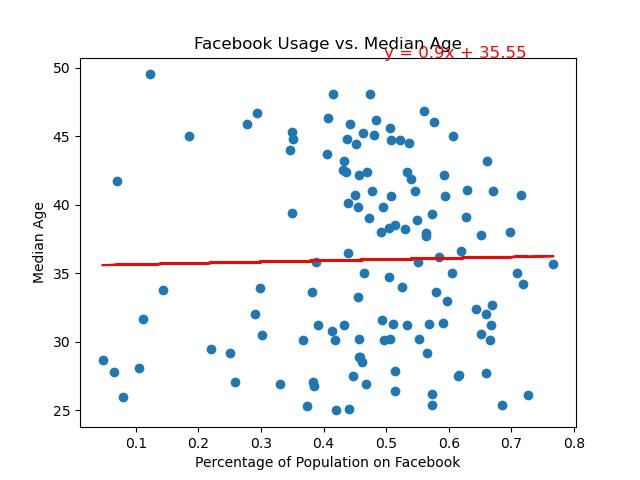 Facebook Usage vs. Median Age
y = 0.9x + 35.55
50
45
40
35
30
25
Median Age
0.1 0.2 0.3 0.4 0.5 0.6 0.7 0.8
Percentage of Population on Facebook